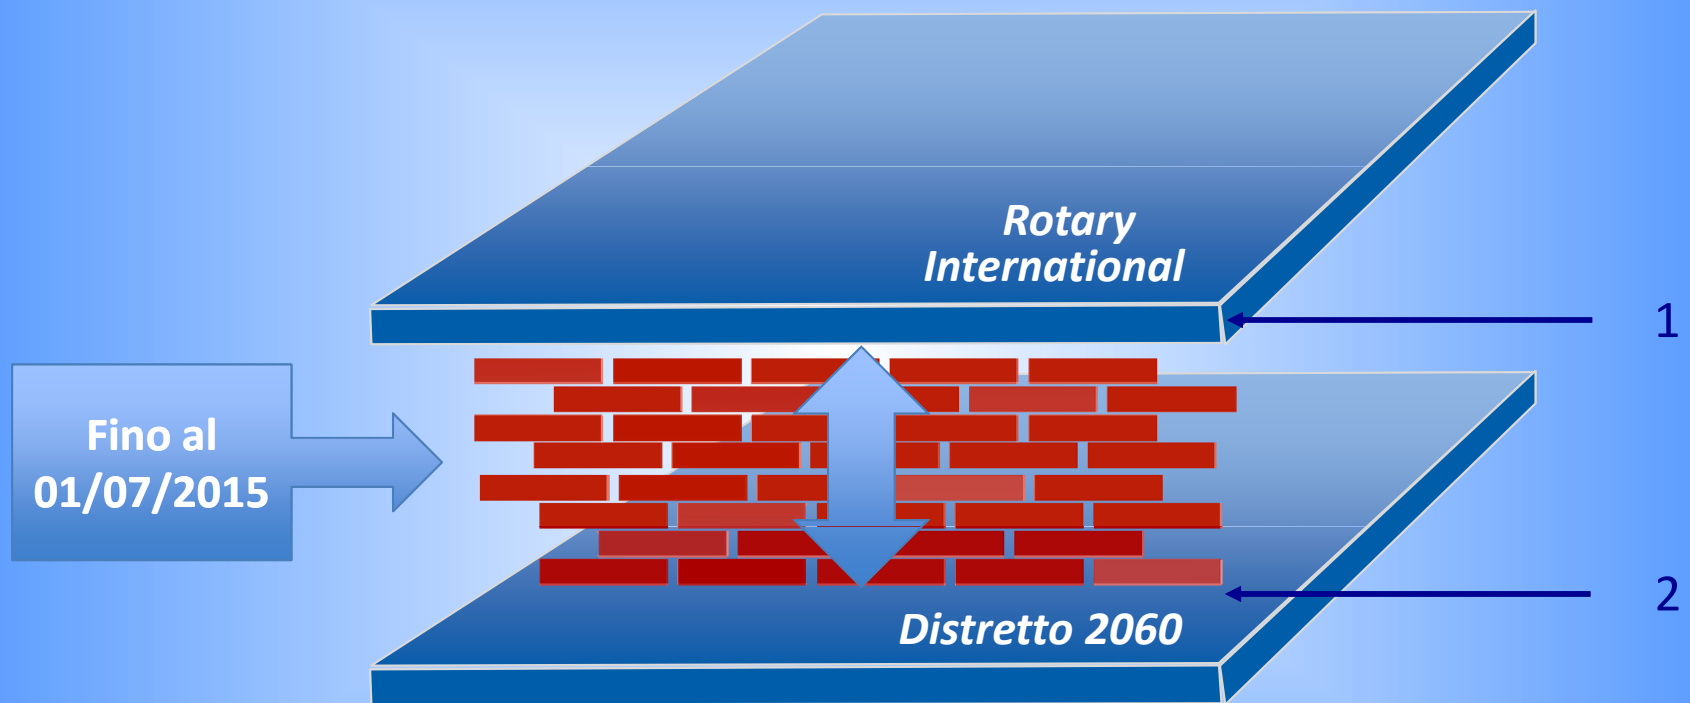 Rotary
International
1
Fino al
01/07/2015
2
Distretto 2060